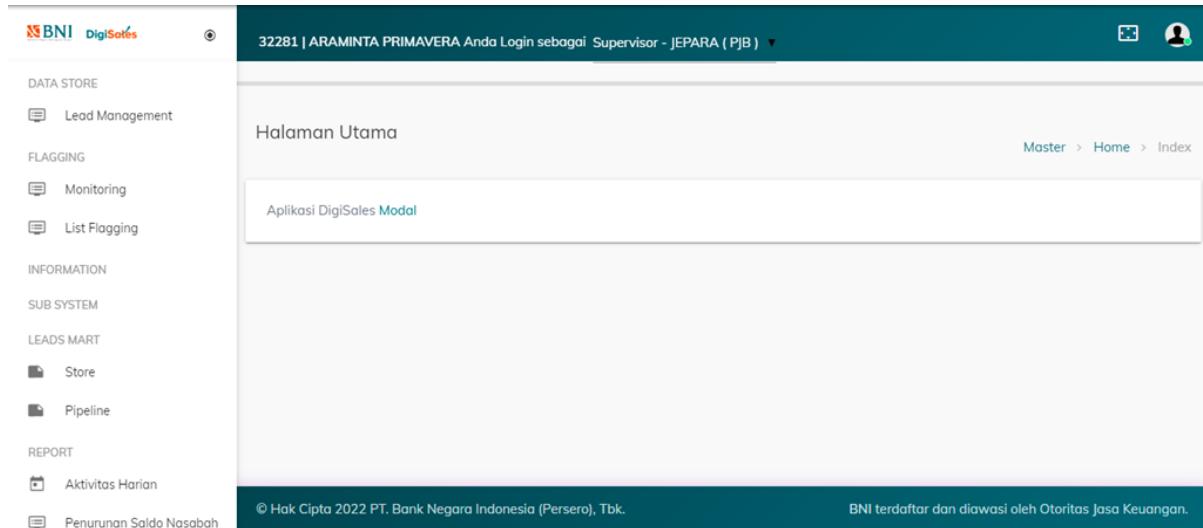 BNI DigiSales
32281 | ARAMINTA PRIMAVERA Anda Login sebagai Supervisor - JEPARA ( PJB )
DATA STORE
Lead Management
FLAGGING
Monitoring
List Flagging
INFORMATION
SUB SYSTEM
LEADS MART
Store
Pipeline
REPORT
Aktivitas Harian
Penurunan Saldo Nasabah
Halaman Utama
Master > Home > Index
Aplikasi DigiSales Modal
© Hak Cipta 2022 PT. Bank Negara Indonesia (Persero), Tbk.
BNI terdaftar dan diawasi oleh Otoritas Jasa Keuangan.